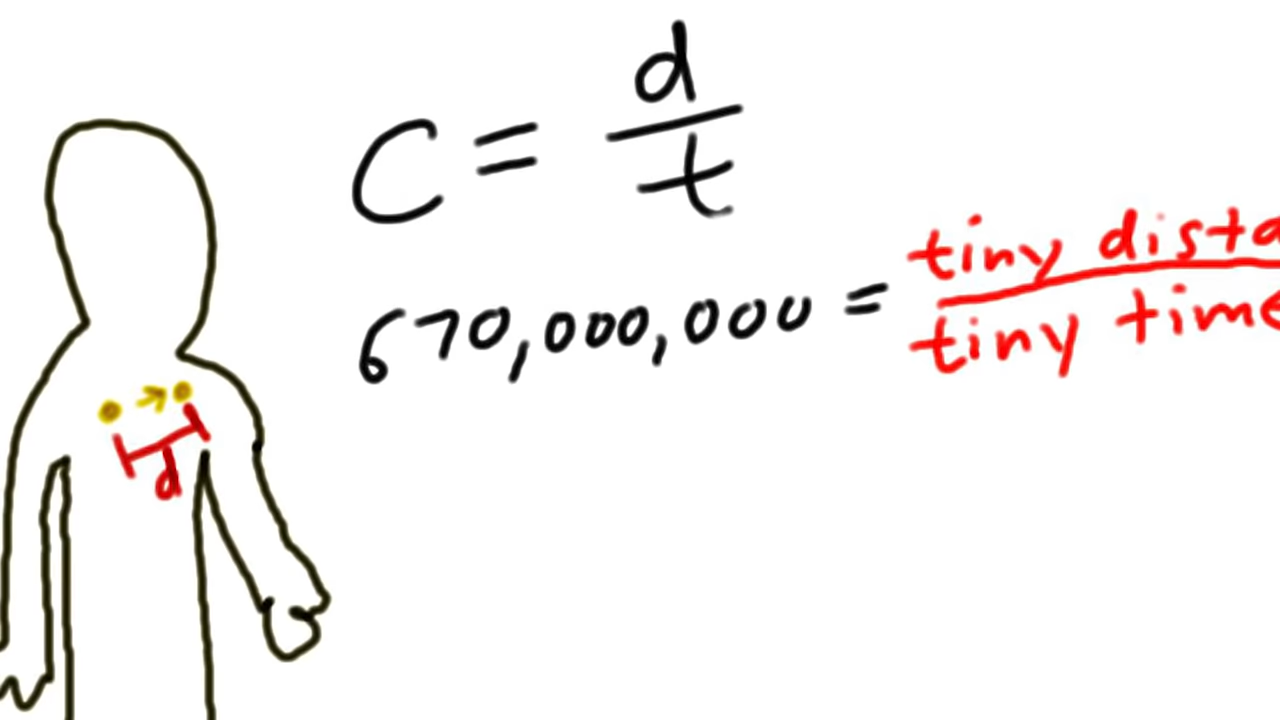 C = d/t
670,000,000 = tiny dista
tiny time
d